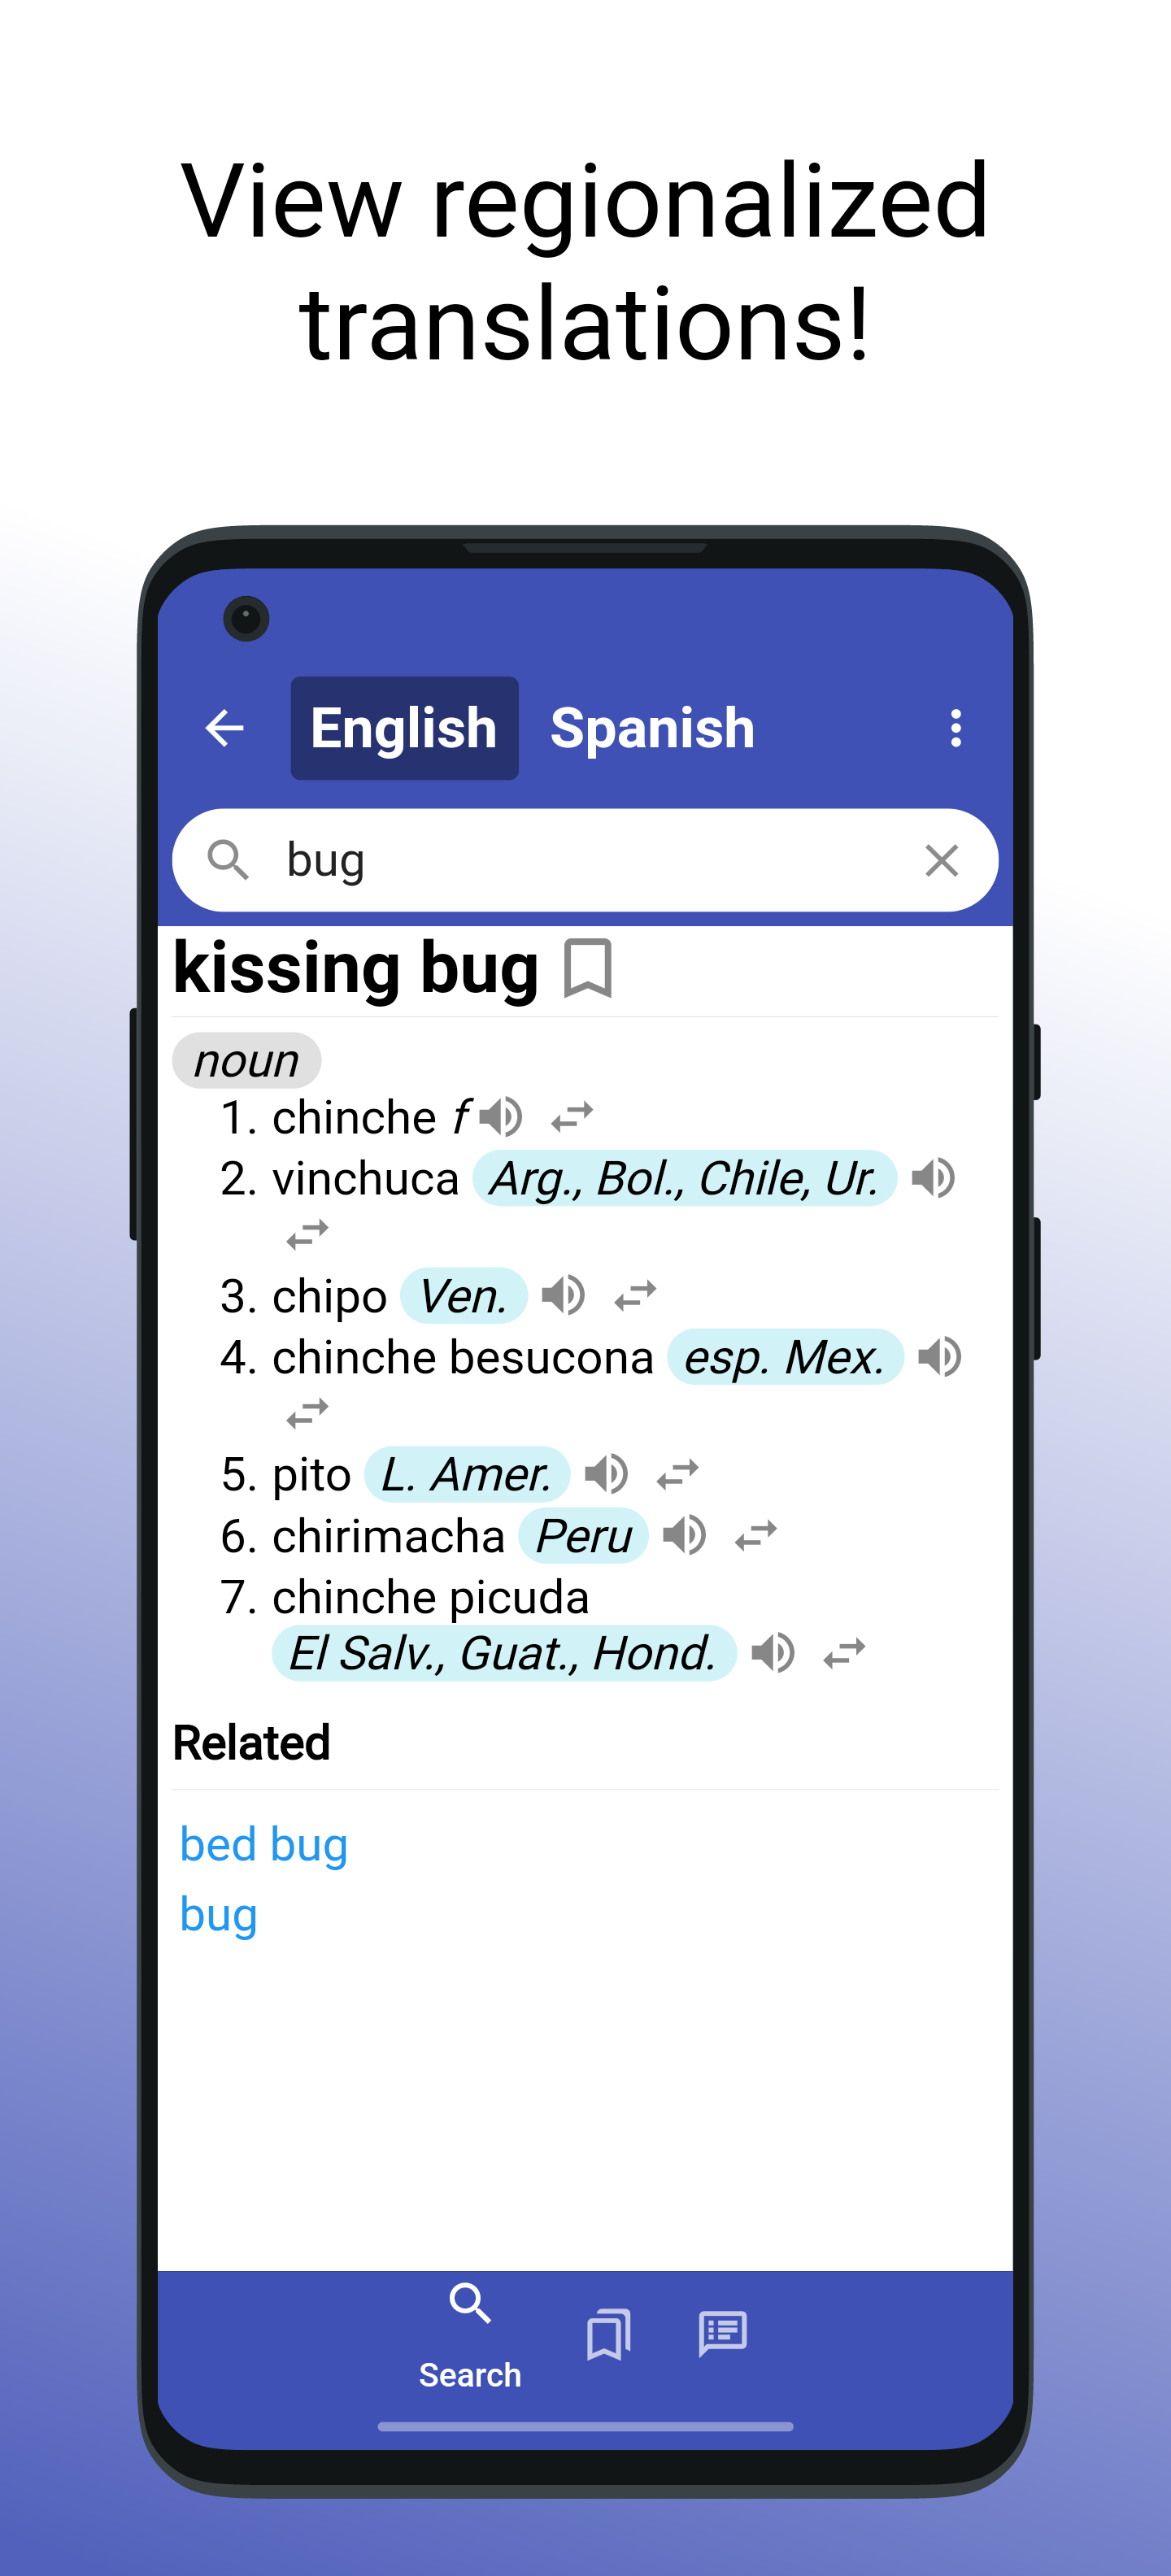 View regionalized
translations!
English Spanish
bug
kissing bug
noun
1. chinche f
2. vinchuca Arg., Bol., Chile, Ur.
3. chipo Ven.
4. chinche besucona esp. Mex.
5. pito L. Amer.
6. chirimacha Peru
7. chinche picuda
El Salv., Guat., Hond.
Related
bed bug
bug
Search